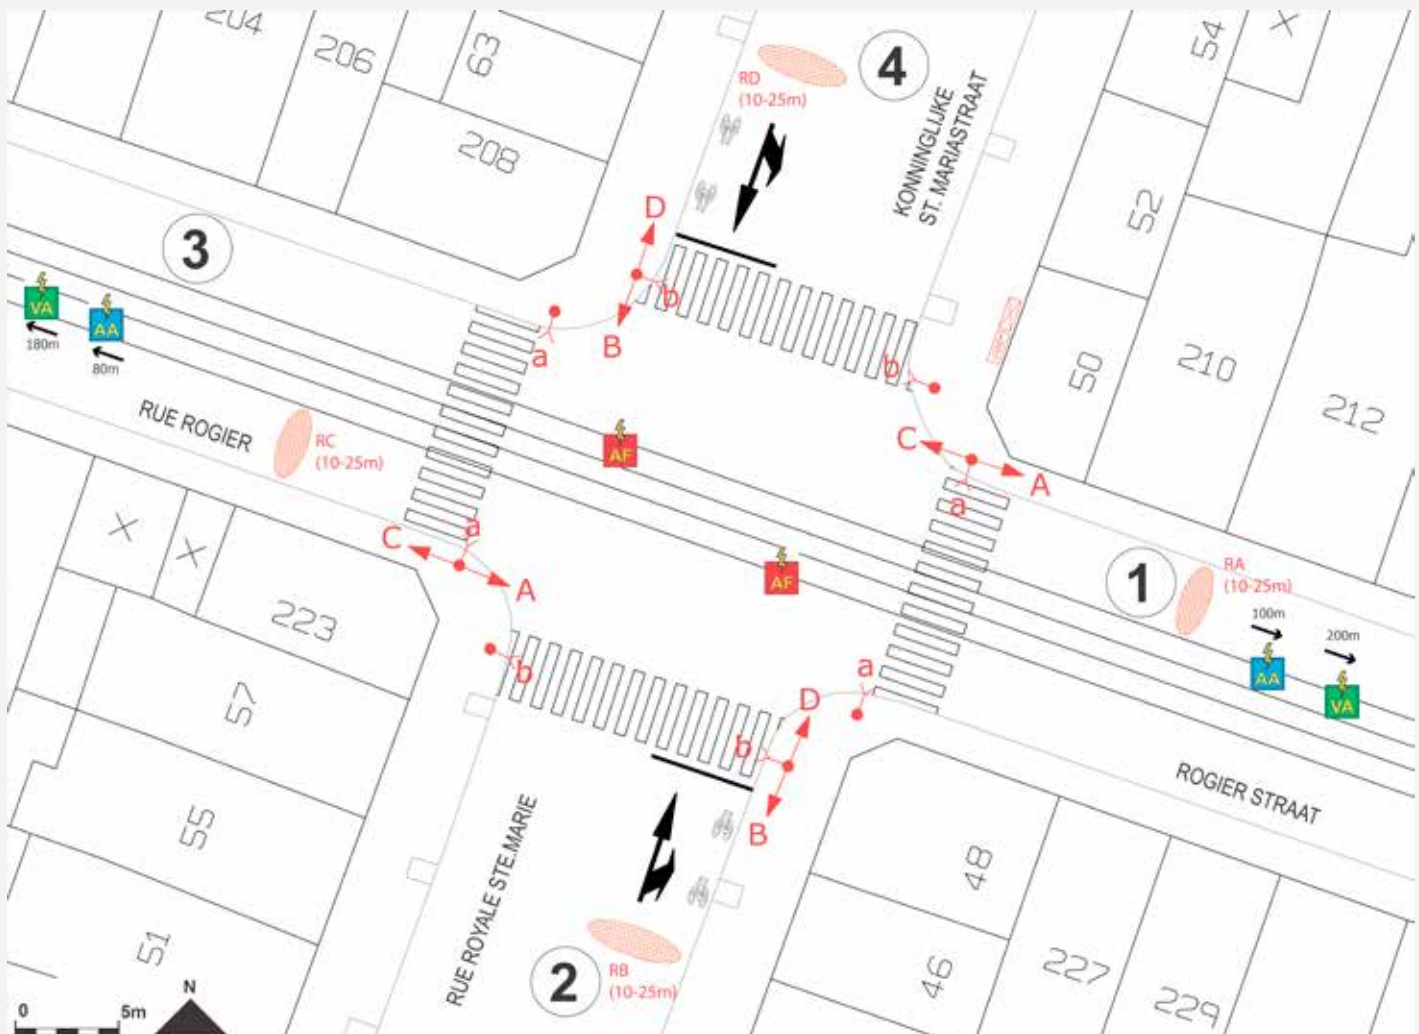 204
206
63
208
RD
(10-25m)
4
KONNINGLIJKE
ST. MARIASTRAAT
54
X
52
50
210
212
3
D
b
B
a
b
C
A
a
VA
180m
AA
80m
RUE ROGIER
RC
(10-25m)
AF
AF
C
a
A
1
RA
(10-25m)
100m
200m
AA
VA
X
X
223
b
a
D
b
B
57
55
51
ROGIER STRAAT
RUE ROYALE STE.MARIE
2
RB
(10-25m)
48
46
227
229
N
0
5m